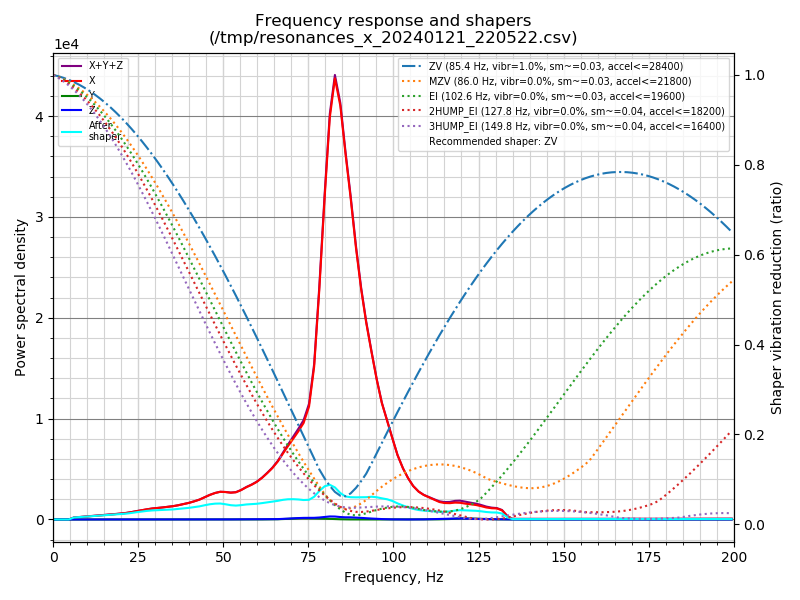 Frequency response and shapers
(/tmp/resonances_x_20240121_220522.csv)
1e4
X+Y+Z
X
Y
Z
After
shaper
ZV (85.4 Hz, vibr=1.0%, sm~=0.03, accel<=28400)
MZV (86.0 Hz, vibr=0.0%, sm~=0.03, accel<=21800)
EI (102.6 Hz, vibr=0.0%, sm~=0.03, accel<=19600)
2HUMP_EI (127.8 Hz, vibr=0.0%, sm~=0.04, accel<=18200)
3HUMP_EI (149.8 Hz, vibr=0.0%, sm~=0.04, accel<=16400)
Recommended shaper: ZV
Power spectral density
4
3
2
1
0
1.0
0.8
0.6
0.4
0.2
0.0
Shaper vibration reduction (ratio)
0 25 50 75 100 125 150 175 200
Frequency, Hz